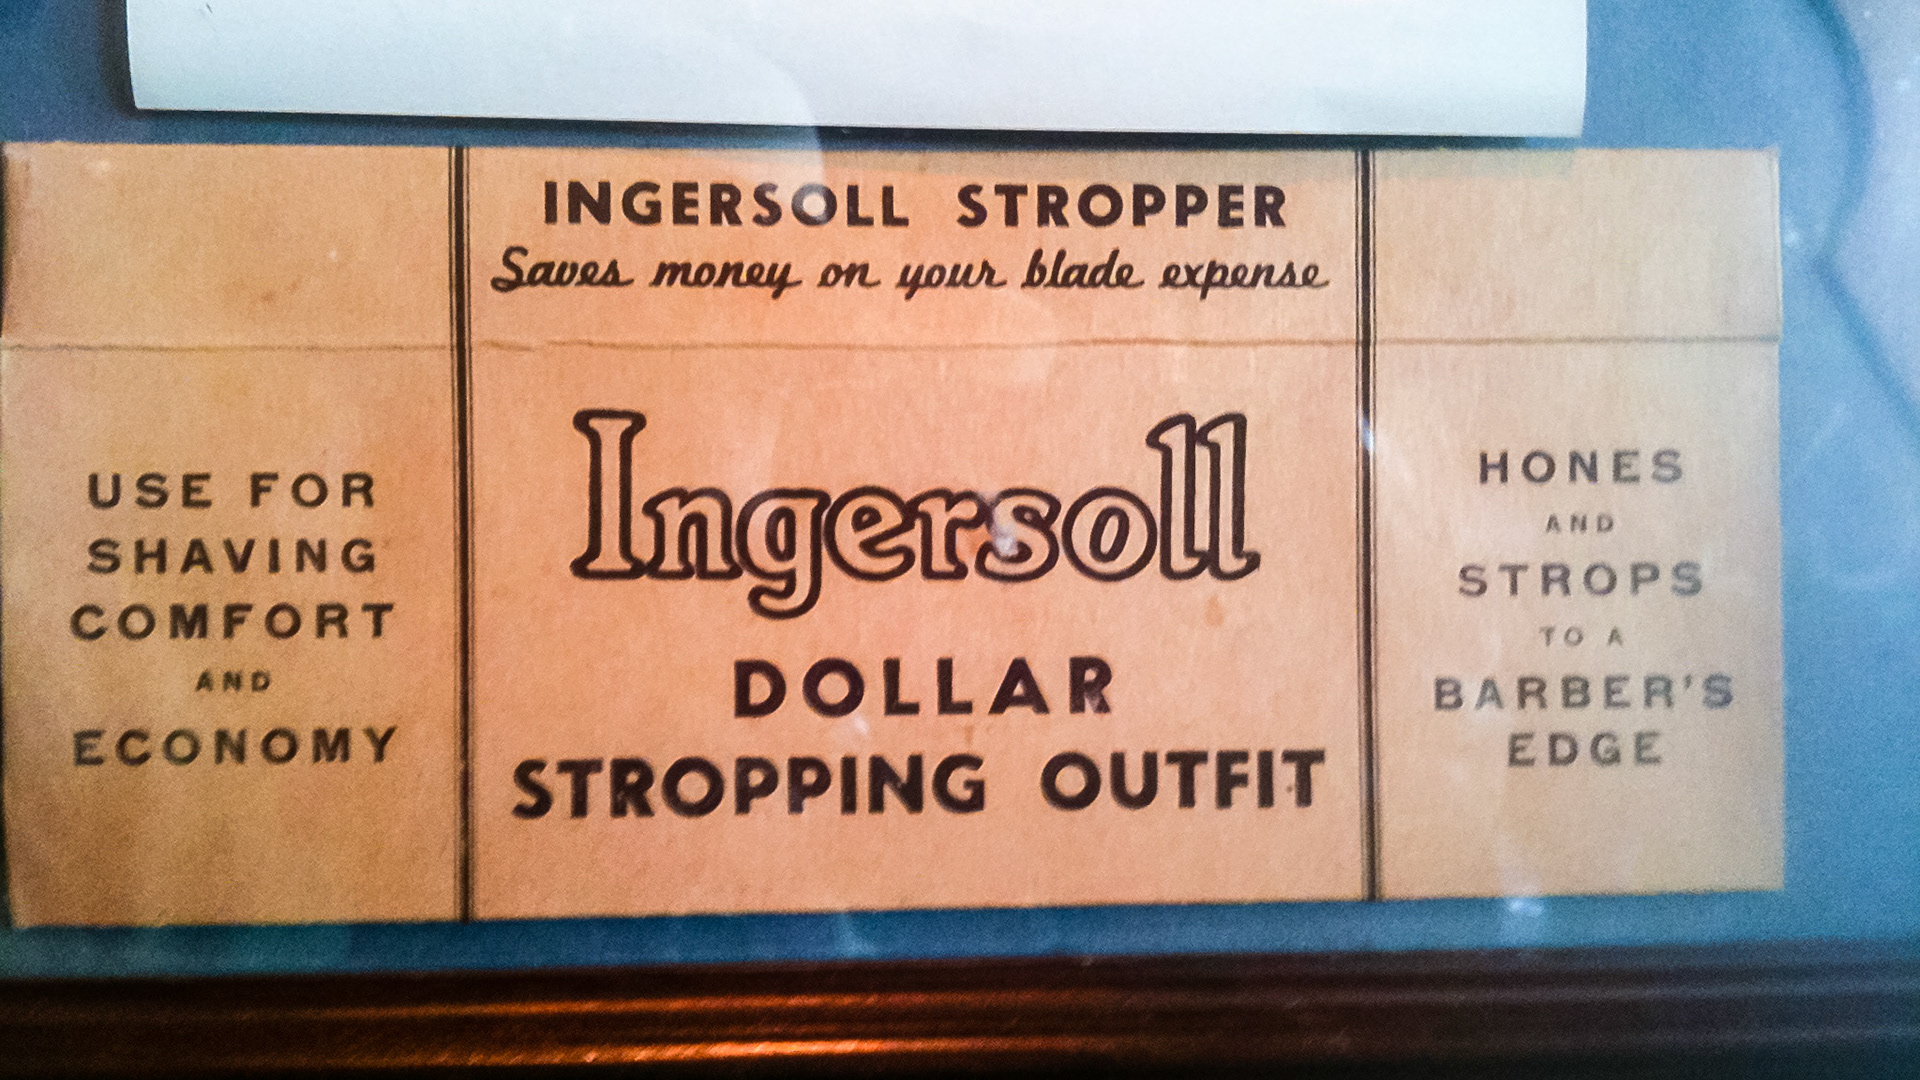 INGERSOLL STROPPER
Saves money on your blade expense
USE FOR
SHAVING
COMFORT
AND
ECONOMY
Ingersoll
DOLLAR
STROPPING OUTFIT
HONES
AND
STROPS
TO A
BARBER'S
EDGE